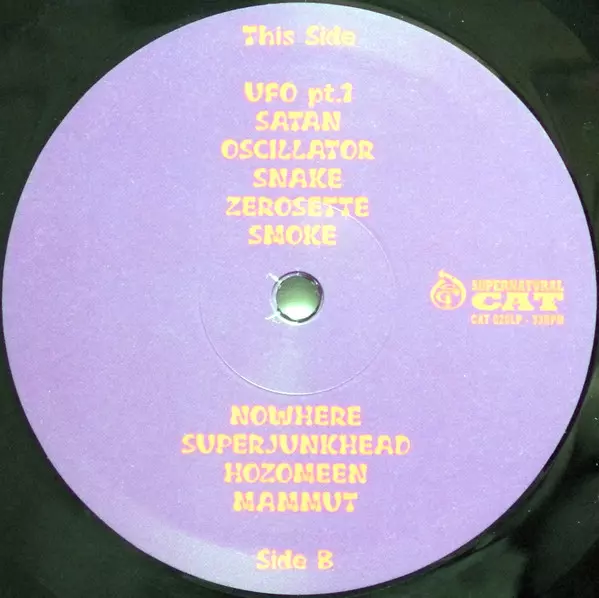 This Side
UFO pt.1
SATAN
OSCILLATOR
SNAKE
ZEROSETTE
SMOKE
SUPERNATURAL
CAT
CAT 020LP - 33RPM
NOWHERE
SUPERJUNKHEAD
HOZOMEEN
MAMMUT
Side B